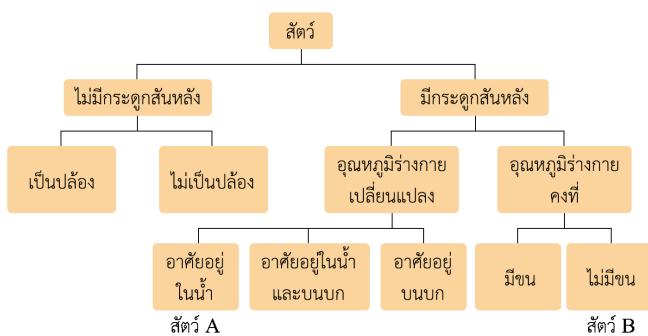 สัตว์
ไม่มีกระดูกสันหลัง
มีกระดูกสันหลัง
เป็นปล้อง
ไม่เป็นปล้อง
อุณหภูมิร่างกาย
เปลี่ยนแปลง
อุณหภูมิร่างกาย
คงที่
อาศัยอยู่
ในน้ำ
อาศัยอยู่ในน้ำ
และบนบก
อาศัยอยู่
บนบก
มีขน
ไม่มีขน
สัตว์ A
สัตว์ B